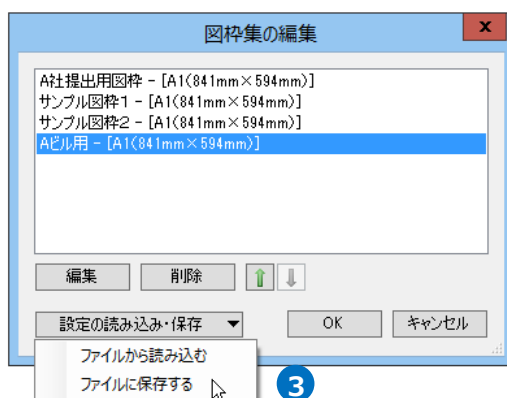 図枠集の編集
x
A社提出用図枠 - [A1(841mm×594mm)]
サンプル図枠1 - [A1(841mm×594mm)]
サンプル図枠2 - [A1(841mm×594mm)]
Aビル用 - [A1(841mm×594mm)]
編集 削除
設定の読み込み・保存 ▼ OK キャンセル
ファイルから読み込む
ファイルに保存する
3